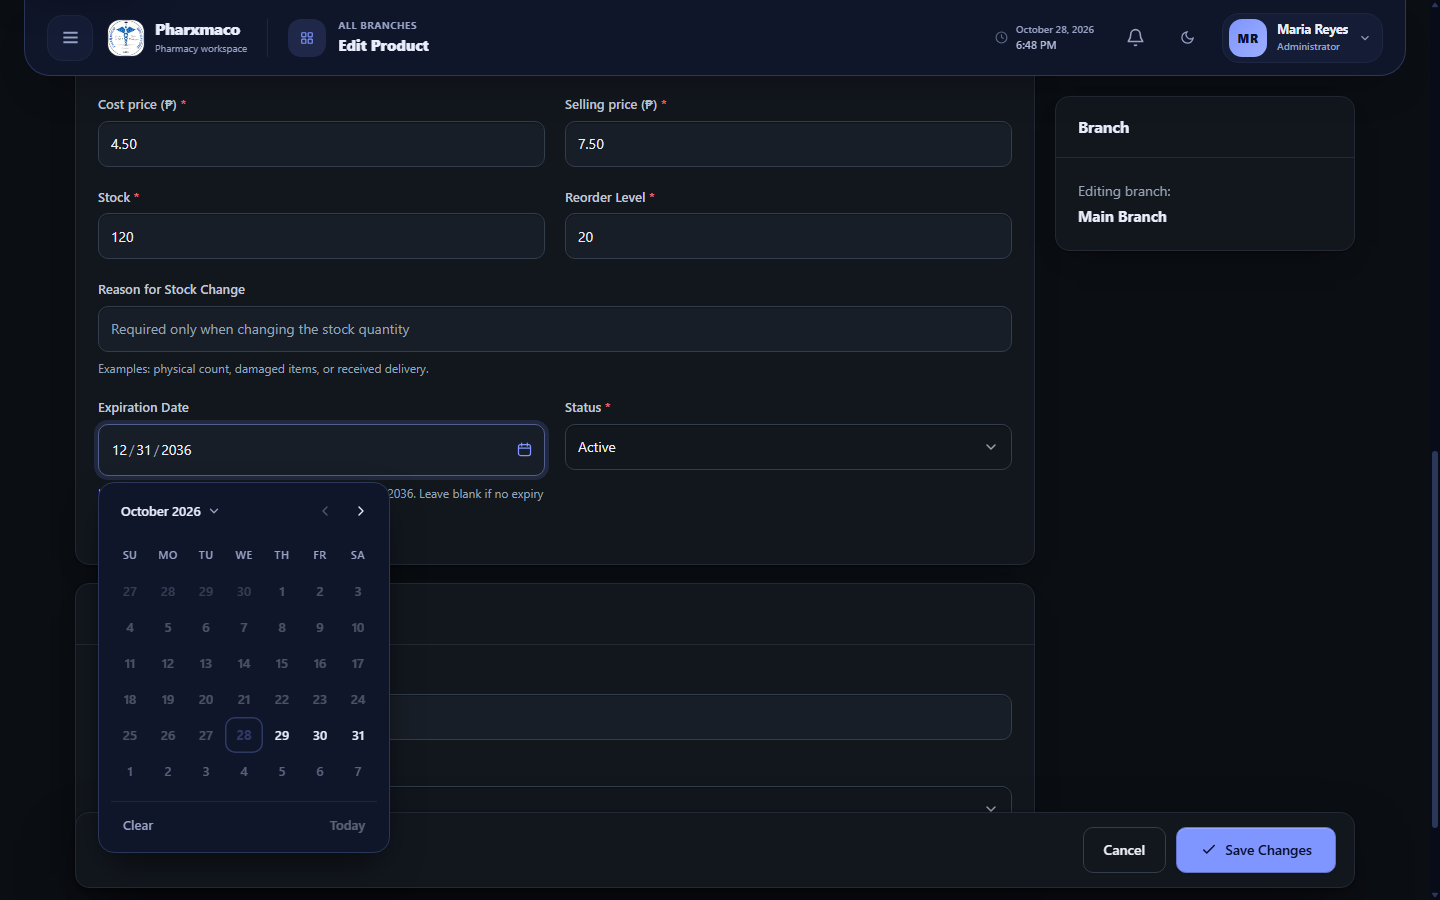 Pharxmaco
Pharmacy workspace
ALL BRANCHES
Edit Product
October 28, 2026
6:48 PM
MR
Maria Reyes
Administrator
Cost price (₱) *
Selling price (₱) *
4.50
7.50
Stock *
Reorder Level *
120
20
Reason for Stock Change
Required only when changing the stock quantity
Examples: physical count, damaged items, or received delivery.
Expiration Date
Status *
12/31/2036
Active
2036. Leave blank if no expiry
October 2026
SU MO TU WE TH FR SA
27 28 29 30 1 2 3
4 5 6 7 8 9 10
11 12 13 14 15 16 17
18 19 20 21 22 23 24
25 26 27 28 29 30 31
1 2 3 4 5 6 7
Clear
Today
Branch
Editing branch:
Main Branch
Cancel
Save Changes